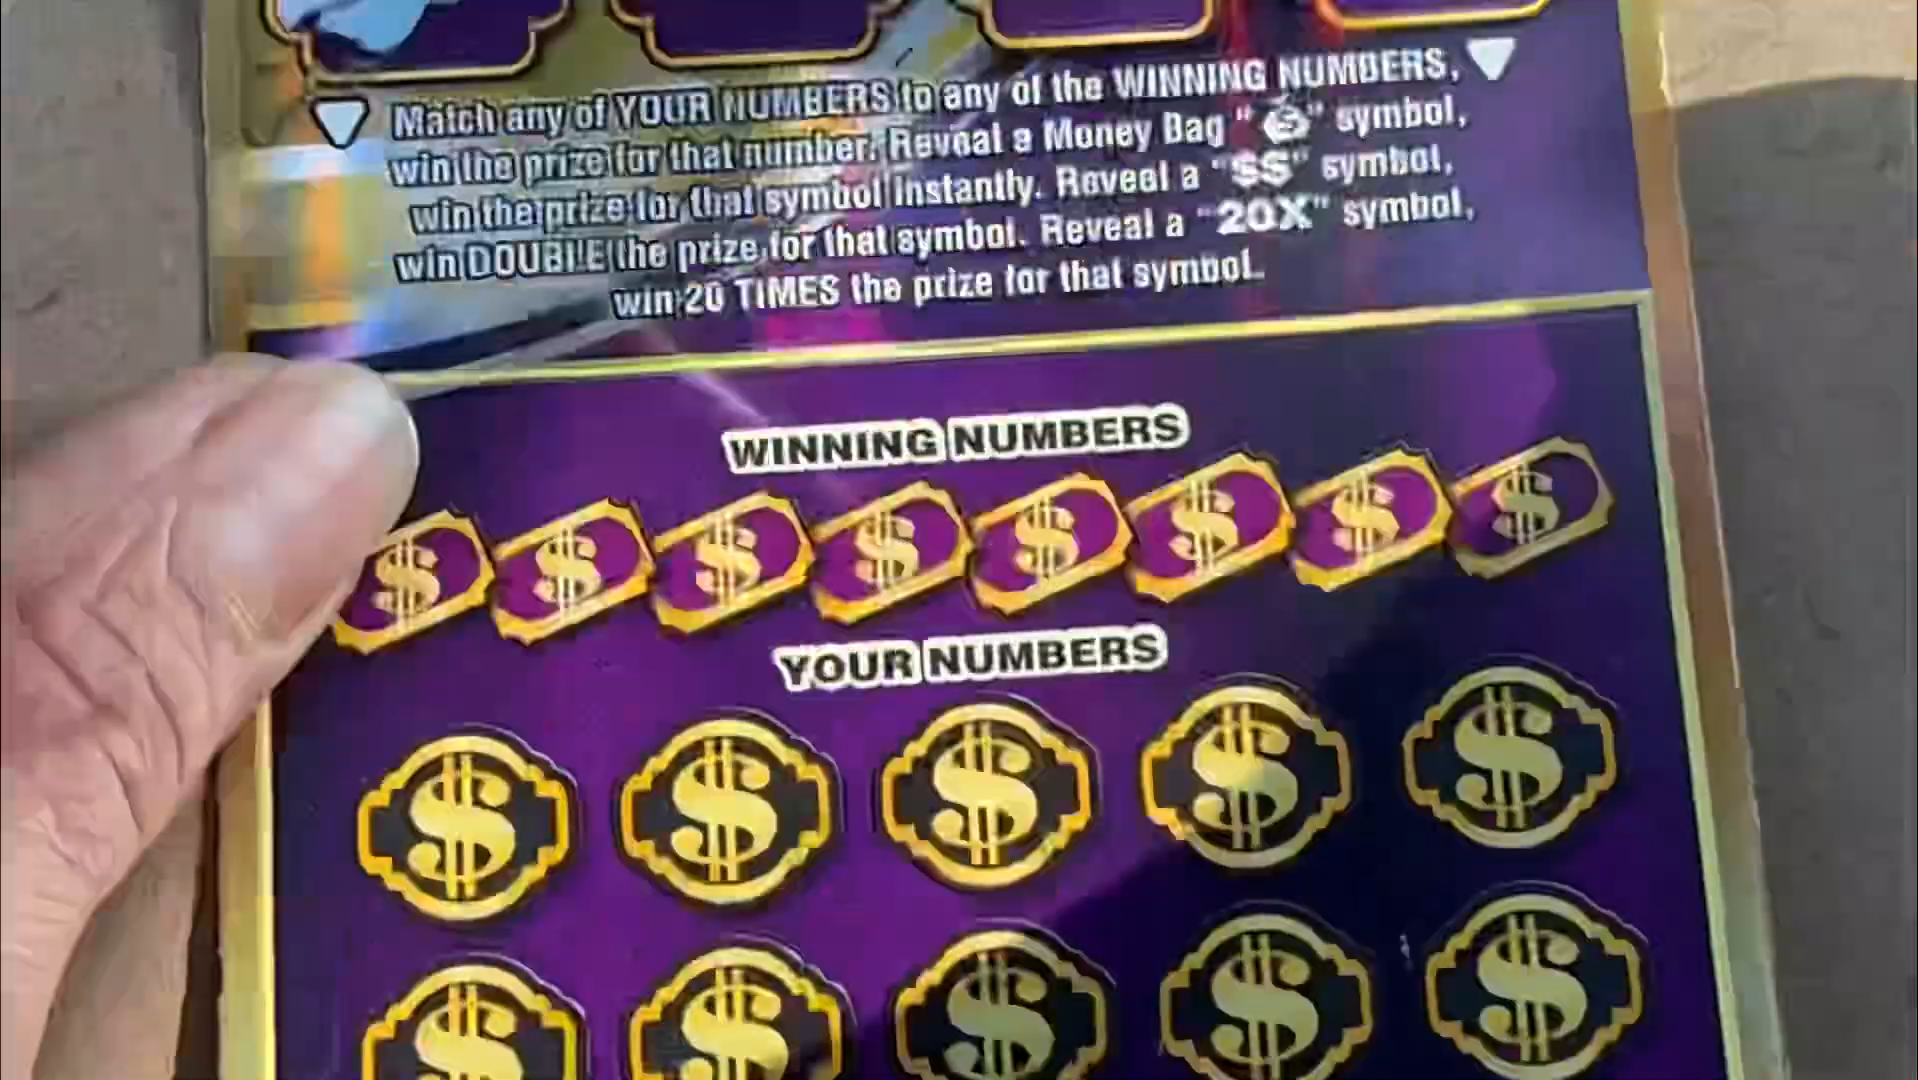 Match any of YOUR NUMBERS to any of the WINNING NUMBERS,
win the prize for that number. Reveal a Money Bag " " symbol,
win the prize for that symbol instantly. Reveal a "$$" symbol,
win DOUBLE the prize for that symbol. Reveal a "20X" symbol,
win 20 TIMES the prize for that symbol.
WINNING NUMBERS
$ $ $ $ $ $ $ $
YOUR NUMBERS
$ $ $ $ $
$ $ $ $ $